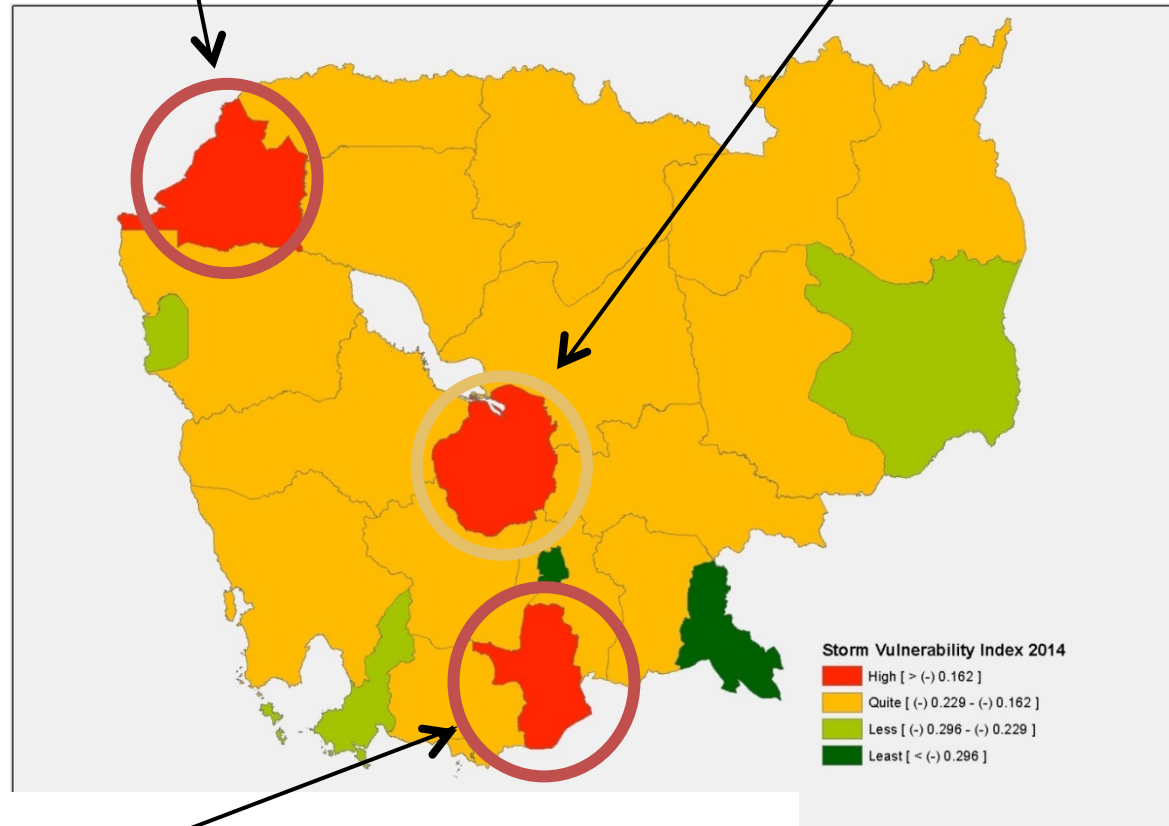 Storm Vulnerability Index 2014
High [ > (-) 0.162 ]
Quite [ (-) 0.229 - (-) 0.162 ]
Less [ (-) 0.296 - (-) 0.229 ]
Least [ < (-) 0.296 ]